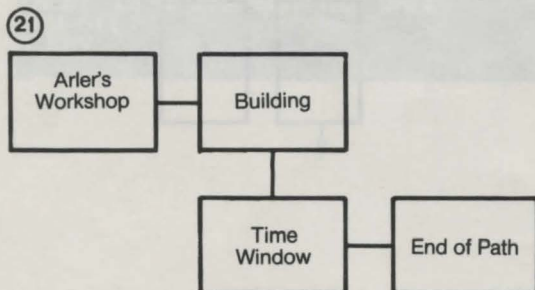 21
Arler's
Workshop
Building
Time
Window
End of Path